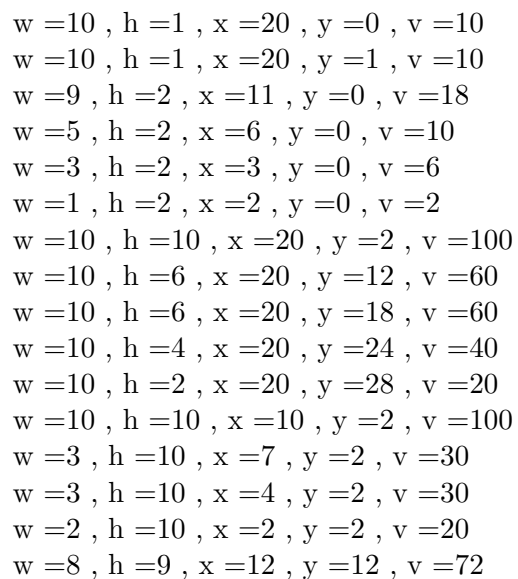 w =10 , h =1 , x =20 , y =0 , v =10
w =10 , h =1 , x =20 , y =1 , v =10
w =9 , h =2 , x =11 , y =0 , v =18
w =5 , h =2 , x =6 , y =0 , v =10
w =3 , h =2 , x =3 , y =0 , v =6
w =1 , h =2 , x =2 , y =0 , v =2
w =10 , h =10 , x =20 , y =2 , v =100
w =10 , h =6 , x =20 , y =12 , v =60
w =10 , h =6 , x =20 , y =18 , v =60
w =10 , h =4 , x =20 , y =24 , v =40
w =10 , h =2 , x =20 , y =28 , v =20
w =10 , h =10 , x =10 , y =2 , v =100
w =3 , h =10 , x =7 , y =2 , v =30
w =3 , h =10 , x =4 , y =2 , v =30
w =2 , h =10 , x =2 , y =2 , v =20
w =8 , h =9 , x =12 , y =12 , v =72